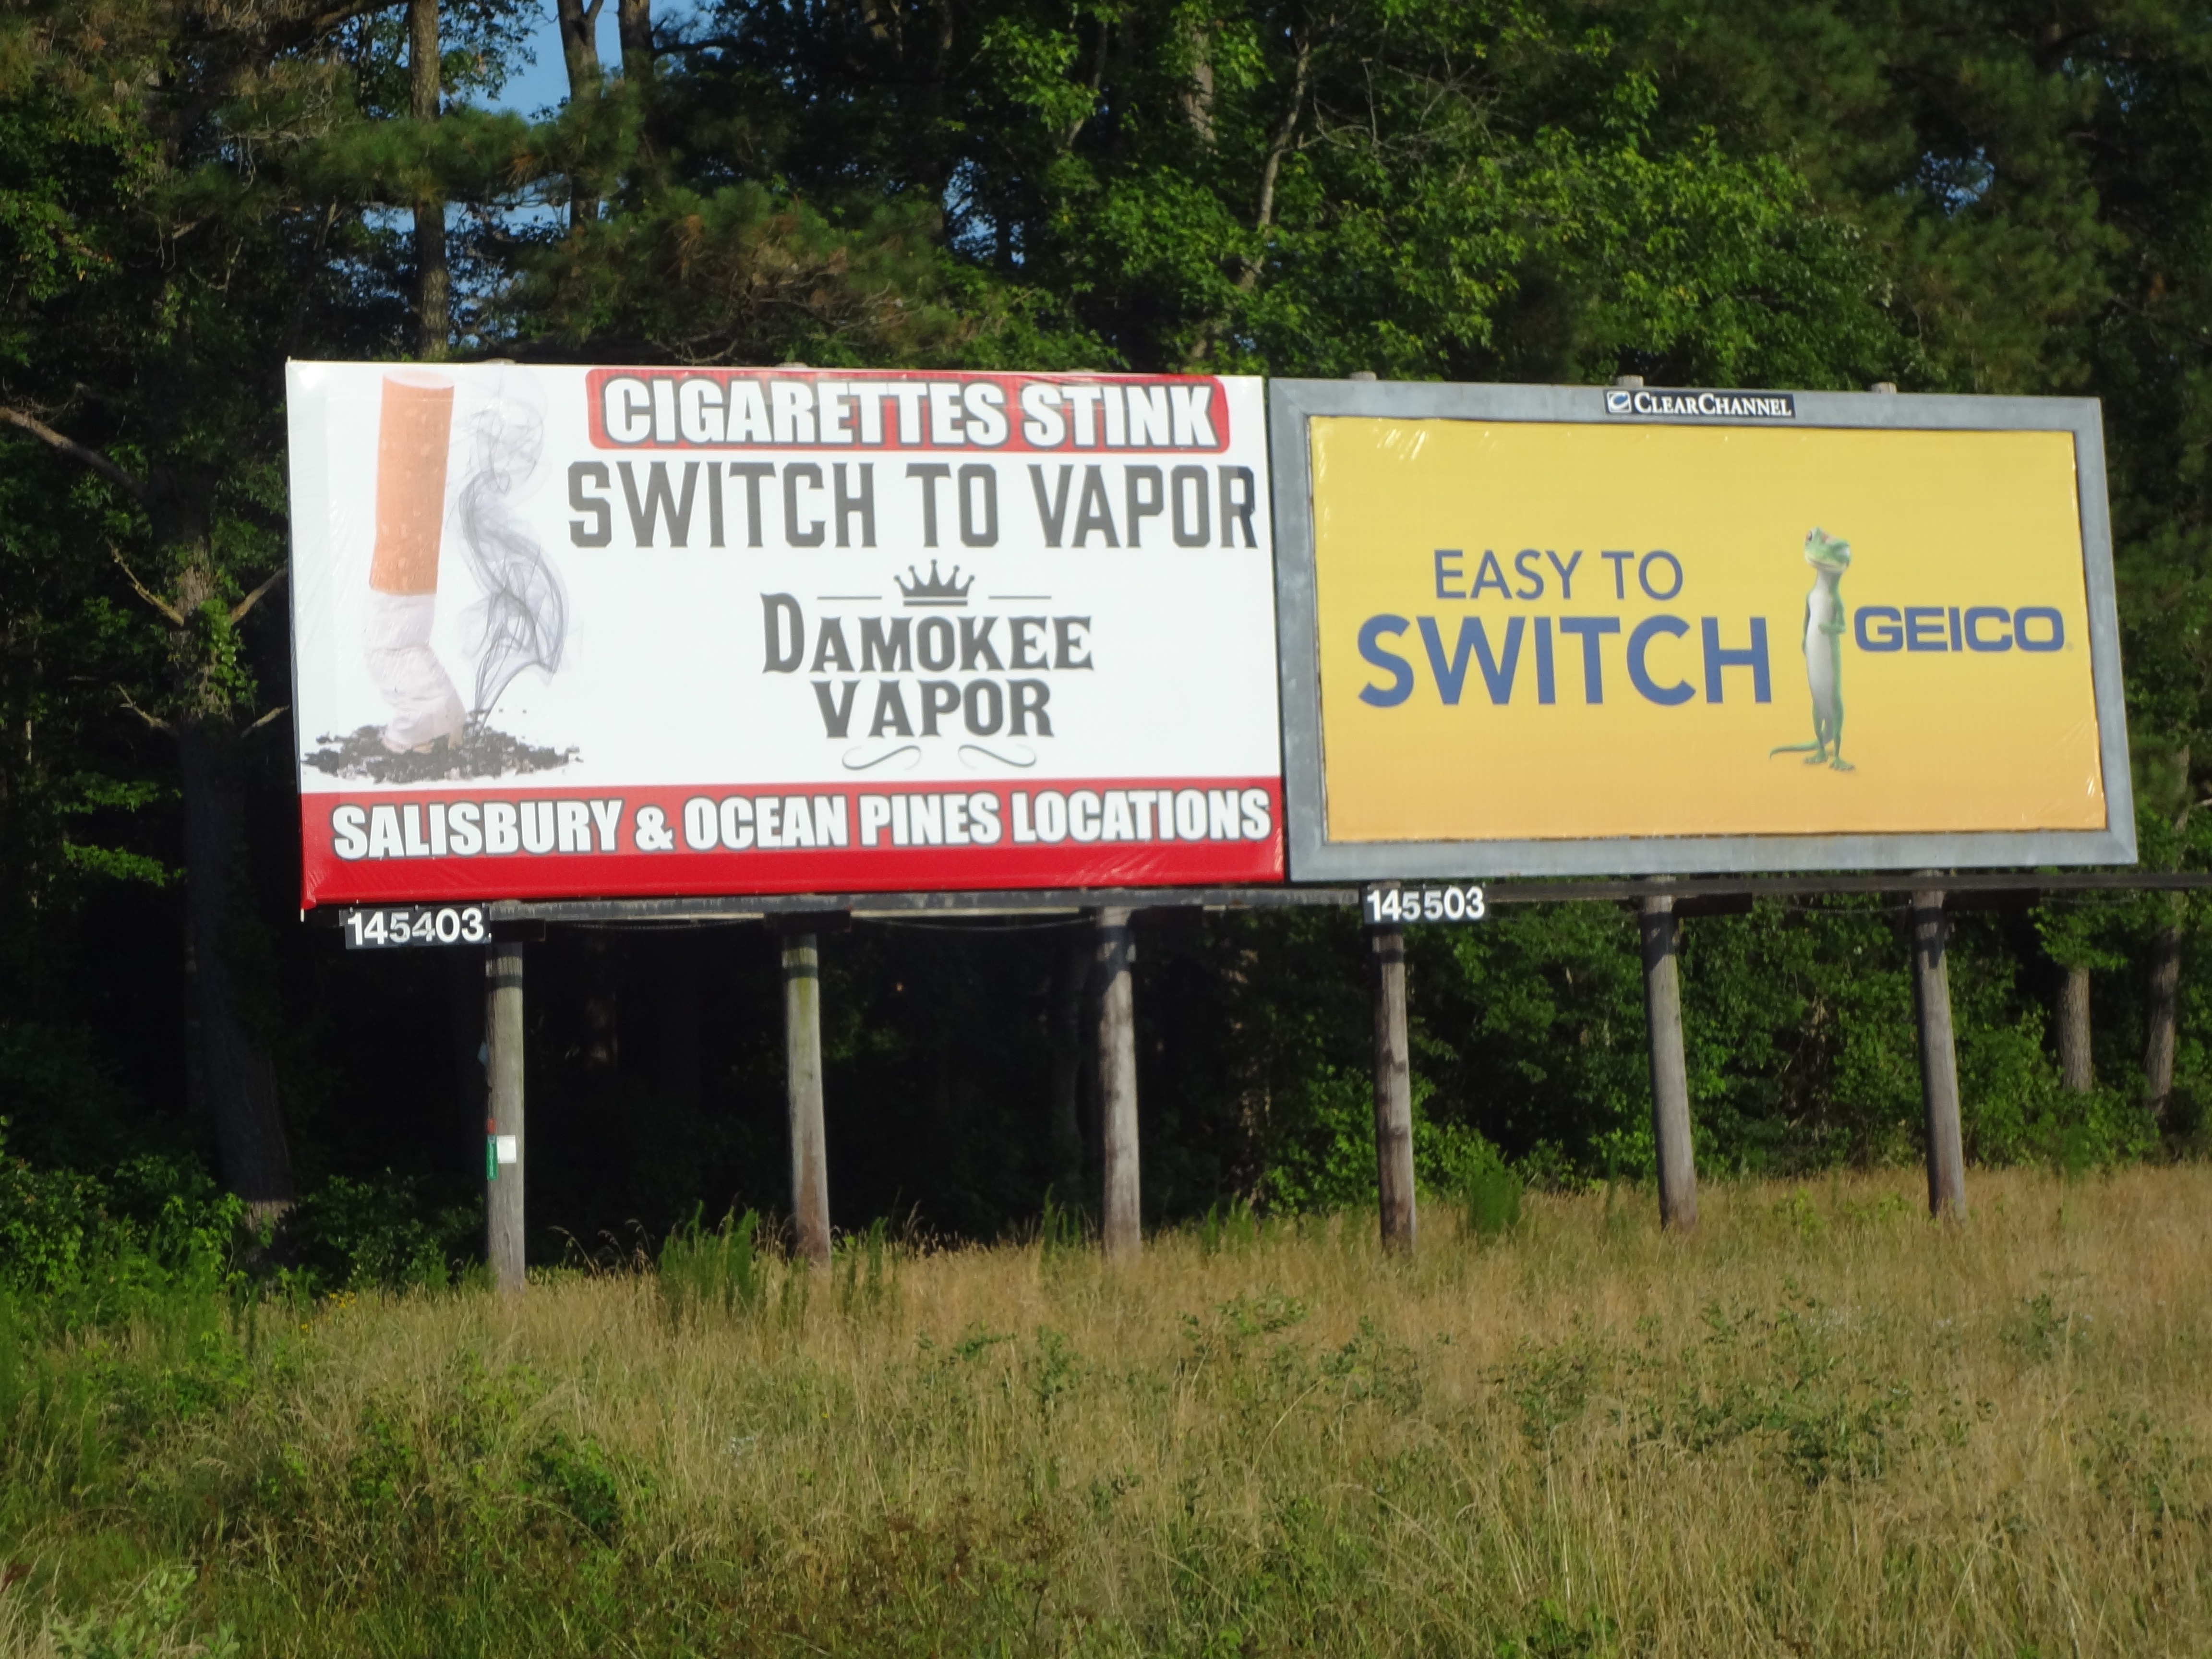 CIGARETTES STINK
SWITCH TO VAPOR
DAMOKEE
VAPOR
SALISBURY & OCEAN PINES LOCATIONS
145403
CLEARCHANNEL
EASY TO
SWITCH
GEICO
145503